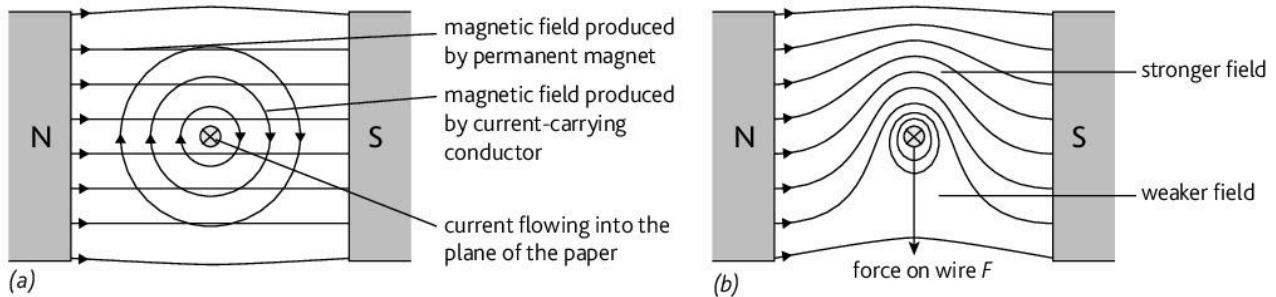 magnetic field produced
by permanent magnet
magnetic field produced
by current-carrying
conductor
N
S
current flowing into the
plane of the paper
(a)
stronger field
N
S
weaker field
force on wire F
(b)